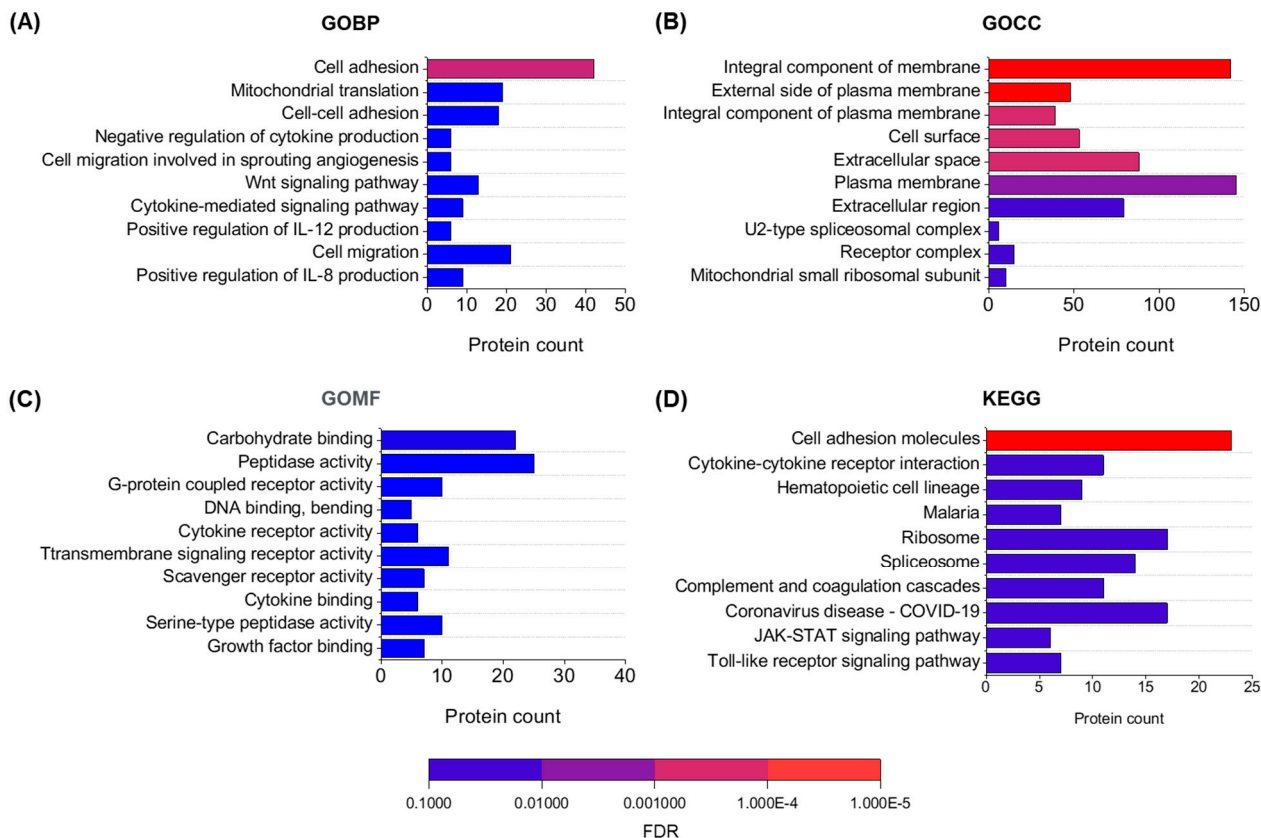 (A)
GOBP
Cell adhesion
Mitochondrial translation
Cell-cell adhesion
Negative regulation of cytokine production
Cell migration involved in sprouting angiogenesis
Wnt signaling pathway
Cytokine-mediated signaling pathway
Positive regulation of IL-12 production
Cell migration
Positive regulation of IL-8 production
0 10 20 30 40 50
Protein count
(B)
GOCC
Integral component of membrane
External side of plasma membrane
Integral component of plasma membrane
Cell surface
Extracellular space
Plasma membrane
Extracellular region
U2-type spliceosomal complex
Receptor complex
Mitochondrial small ribosomal subunit
0 50 100 150
Protein count
(C)
GOMF
Carbohydrate binding
Peptidase activity
G-protein coupled receptor activity
DNA binding, bending
Cytokine receptor activity
Ttransmembrane signaling receptor activity
Scavenger receptor activity
Cytokine binding
Serine-type peptidase activity
Growth factor binding
0 10 20 30 40
Protein count
(D)
KEGG
Cell adhesion molecules
Cytokine-cytokine receptor interaction
Hematopoietic cell lineage
Malaria
Ribosome
Spliceosome
Complement and coagulation cascades
Coronavirus disease - COVID-19
JAK-STAT signaling pathway
Toll-like receptor signaling pathway
0 5 10 15 20 25
Protein count
0.1000 0.01000 0.001000 1.000E-4 1.000E-5
FDR